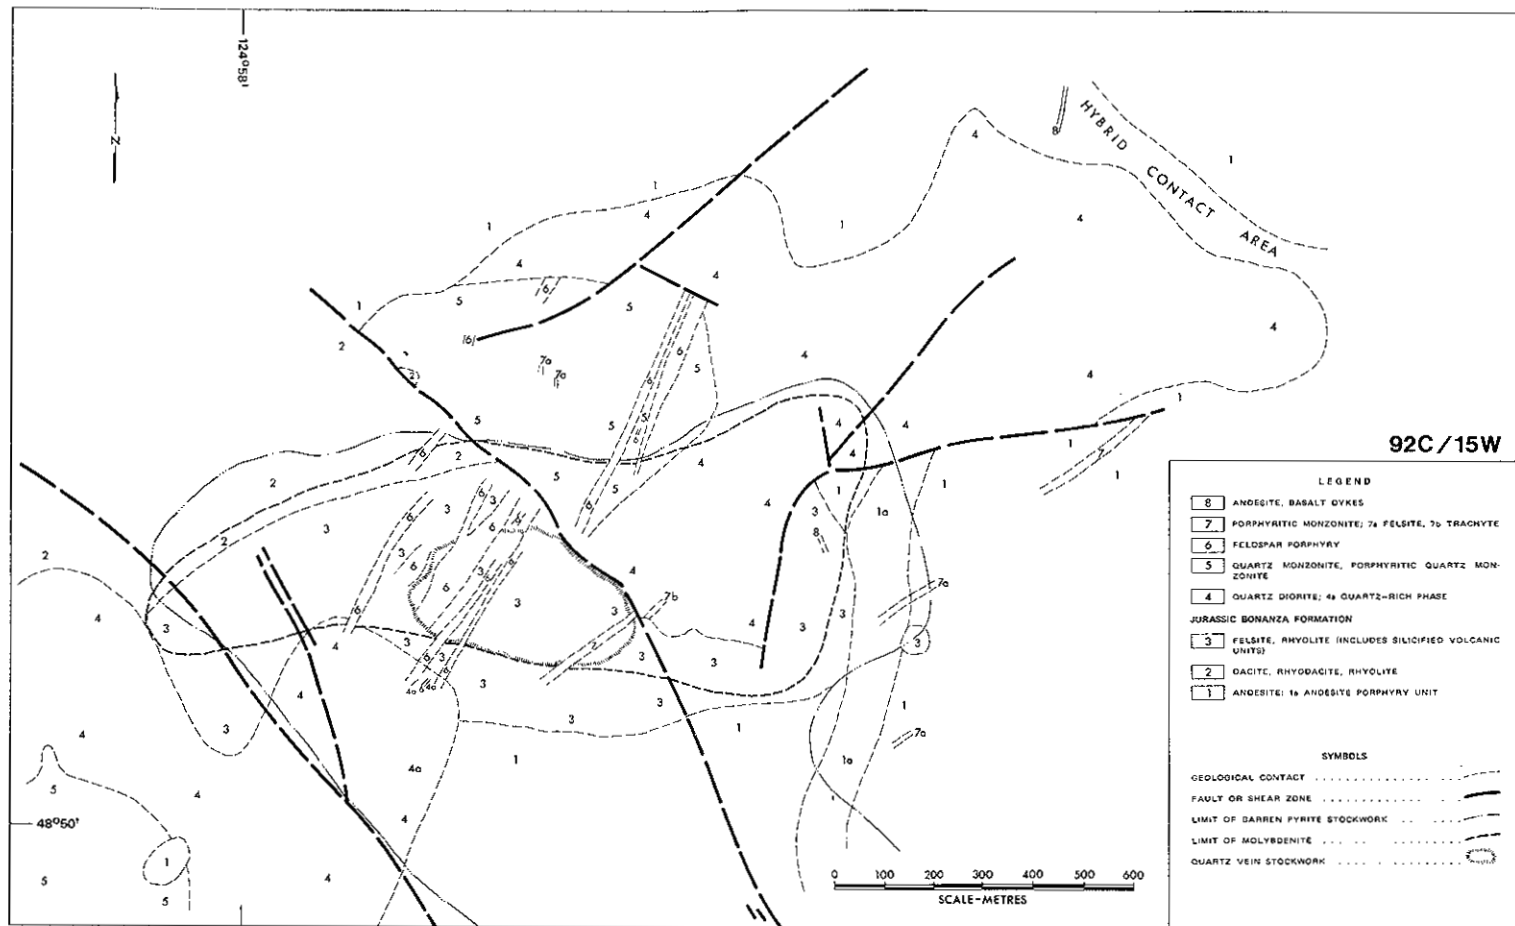 124°58'
N
HYBRID CONTACT AREA
92C/15W
48°50'
0 100 200 300 400 500 600
SCALE-METRES
LEGEND
8 ANDESITE, BASALT DYKES
7 PORPHYRITIC MONZONITE; 7a FELSITE, 7b TRACHYTE
6 FELDSPAR PORPHYRY
5 QUARTZ MONZONITE, PORPHYRITIC QUARTZ MON-
ZONITE
4 QUARTZ DIORITE; 4a QUARTZ-RICH PHASE
JURASSIC BONANZA FORMATION
3 FELSITE, RHYOLITE (INCLUDES SILICIFIED VOLCANIC
UNITS)
2 DACITE, RHYODACITE, RHYOLITE
1 ANDESITE; 1a ANDESITE PORPHYRY UNIT
SYMBOLS
GEOLOGICAL CONTACT
FAULT OR SHEAR ZONE
LIMIT OF BARREN PYRITE STOCKWORK
LIMIT OF MOLYBDENITE
QUARTZ VEIN STOCKWORK